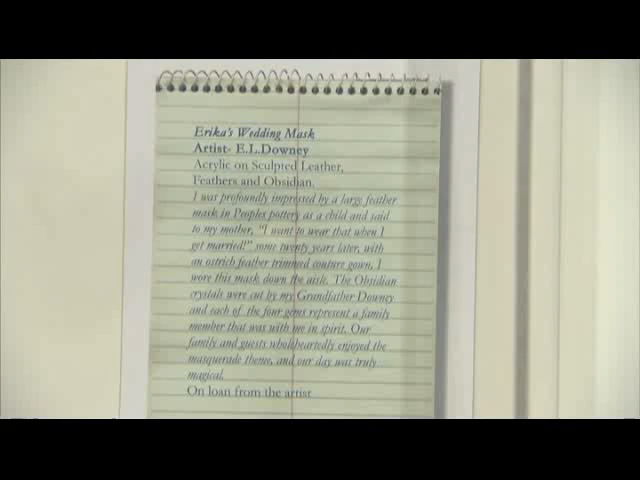 Erika's Wedding Mask
Artist- E.L.Downey
Acrylic on Sculpted Leather,
Feathers and Obsidian.
I was profoundly impressed by a large feather
mask in Peoples pottery as a child and said
to my mother, "I want to wear that when I
get married!" some twenty years later, with
an ostrich feather trimmed couture gown, I
wore this mask down the aisle. The Obsidian
crystals were cut by my Grandfather Downey
and each of the four gems represent a family
member that was with me in spirit. Our
family and guests wholeheartedly enjoyed the
masquerade theme, and our day was truly
magical.
On loan from the artist